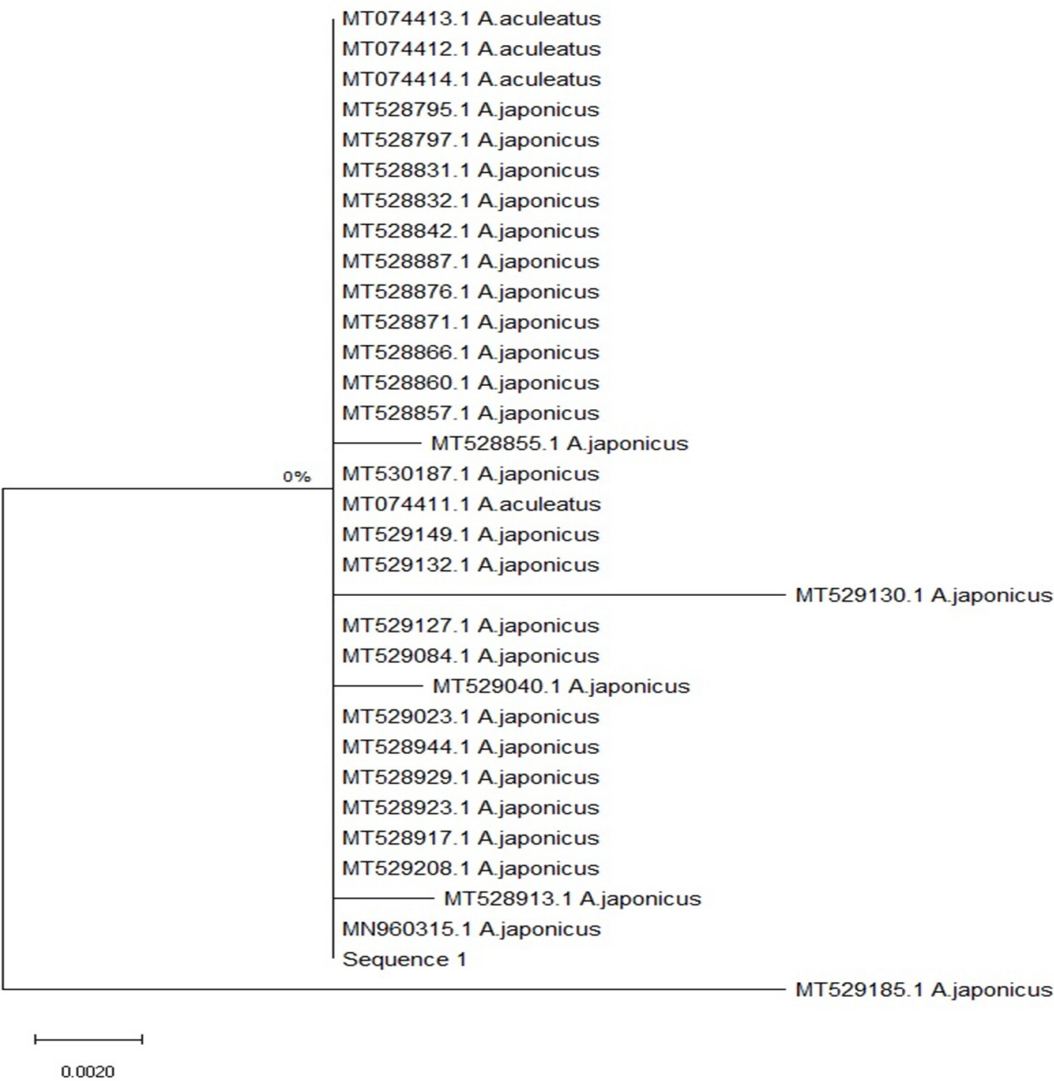 MT074413.1 A.aculeatus
MT074412.1 A.aculeatus
MT074414.1 A.aculeatus
MT528795.1 A.japonicus
MT528797.1 A.japonicus
MT528831.1 A.japonicus
MT528832.1 A.japonicus
MT528842.1 A.japonicus
MT528887.1 A.japonicus
MT528876.1 A.japonicus
MT528871.1 A.japonicus
MT528866.1 A.japonicus
MT528860.1 A.japonicus
MT528857.1 A.japonicus
MT528855.1 A.japonicus
0%
MT530187.1 A.japonicus
MT074411.1 A.aculeatus
MT529149.1 A.japonicus
MT529132.1 A.japonicus
MT529130.1 A.japonicus
MT529127.1 A.japonicus
MT529084.1 A.japonicus
MT529040.1 A.japonicus
MT529023.1 A.japonicus
MT528944.1 A.japonicus
MT528929.1 A.japonicus
MT528923.1 A.japonicus
MT528917.1 A.japonicus
MT529208.1 A.japonicus
MT528913.1 A.japonicus
MN960315.1 A.japonicus
Sequence 1
MT529185.1 A.japonicus
0.0020